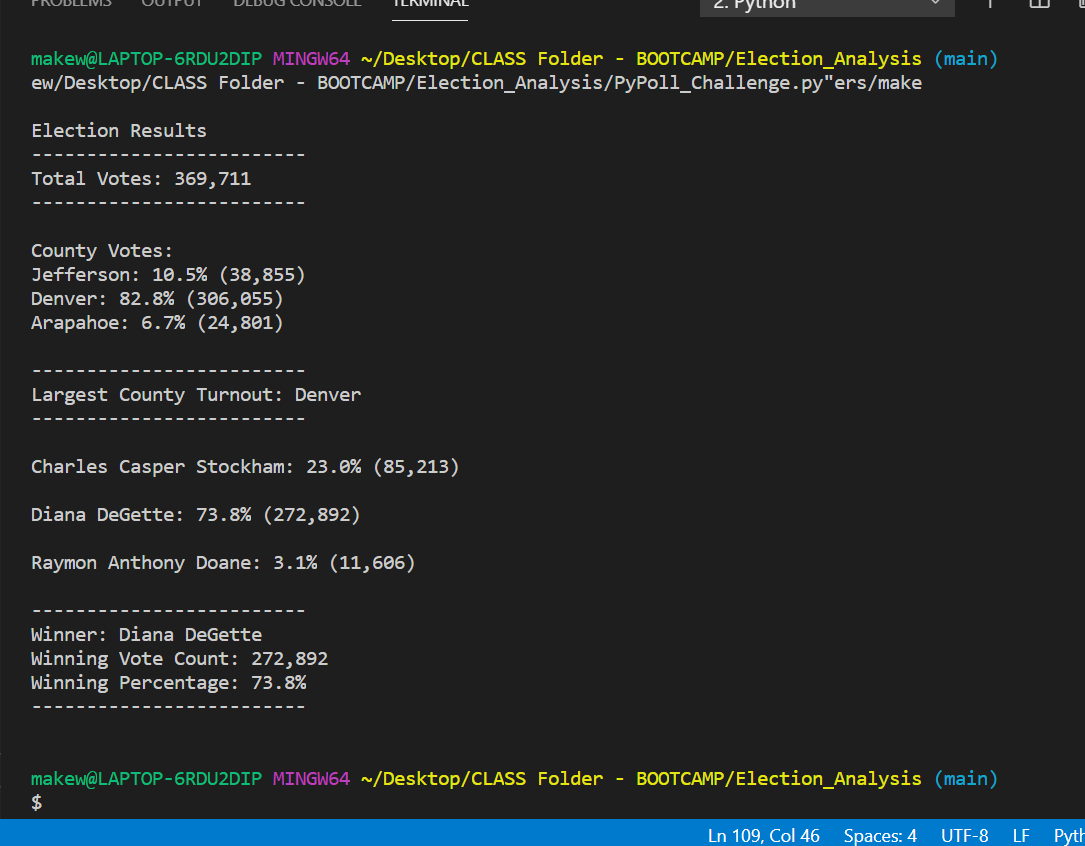 PROBLEMS OUTPUT DEBUG CONSOLE TERMINAL 2: Python
makew@LAPTOP-6RDU2DIP MINGW64 ~/Desktop/CLASS Folder - BOOTCAMP/Election_Analysis (main)
ew/Desktop/CLASS Folder - BOOTCAMP/Election_Analysis/PyPoll_Challenge.py"ers/make
Election Results
-------------------------
Total Votes: 369,711
-------------------------
County Votes:
Jefferson: 10.5% (38,855)
Denver: 82.8% (306,055)
Arapahoe: 6.7% (24,801)
-------------------------
Largest County Turnout: Denver
-------------------------
Charles Casper Stockham: 23.0% (85,213)
Diana DeGette: 73.8% (272,892)
Raymon Anthony Doane: 3.1% (11,606)
-------------------------
Winner: Diana DeGette
Winning Vote Count: 272,892
Winning Percentage: 73.8%
-------------------------
makew@LAPTOP-6RDU2DIP MINGW64 ~/Desktop/CLASS Folder - BOOTCAMP/Election_Analysis (main)
$
Ln 109, Col 46 Spaces: 4 UTF-8 LF Pyth